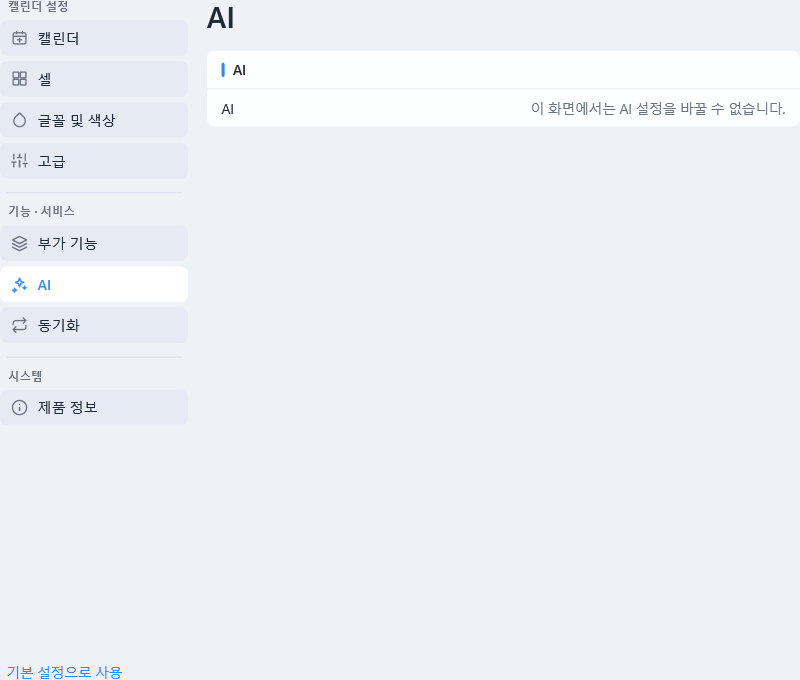 캘린더 설정
캘린더
셀
글꼴 및 색상
고급
기능 · 서비스
부가 기능
AI
동기화
시스템
제품 정보
기본 설정으로 사용
AI
AI
AI 이 화면에서는 AI 설정을 바꿀 수 없습니다.